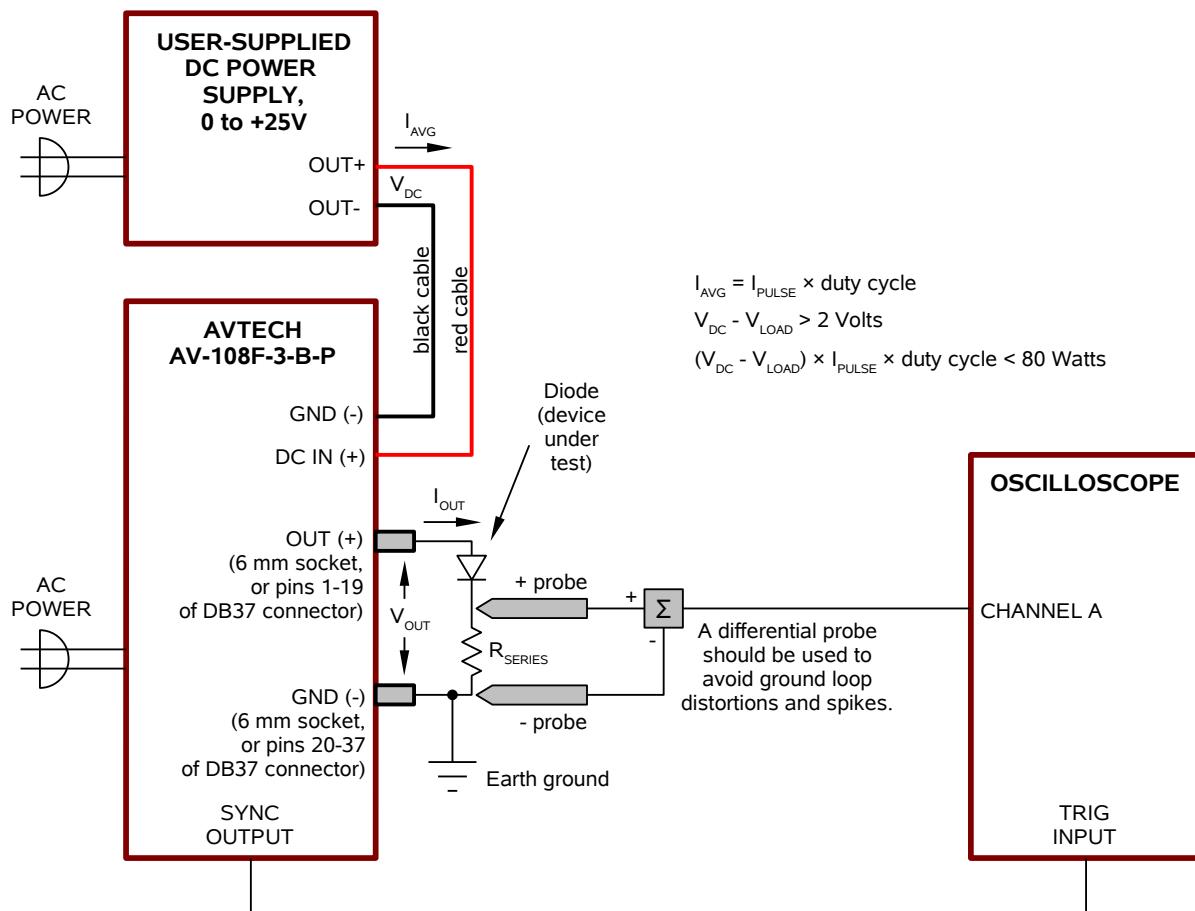 USER-SUPPLIED
DC POWER
SUPPLY,
0 to +25V
AC
POWER
I_AVG
OUT+
V_DC
OUT-
black cable
red cable
I_AVG = I_PULSE × duty cycle
V_DC - V_LOAD > 2 Volts
(V_DC - V_LOAD) × I_PULSE × duty cycle < 80 Watts
AVTECH
AV-108F-3-B-P
GND (-)
DC IN (+)
Diode
(device
under
test)
I_OUT
OUT (+)
(6 mm socket,
or pins 1-19
of DB37 connector)
AC
POWER
V_OUT
+ probe
+
Σ
-
R_SERIES
- probe
A differential probe
should be used to
avoid ground loop
distortions and spikes.
GND (-)
(6 mm socket,
or pins 20-37
of DB37 connector)
Earth ground
SYNC
OUTPUT
OSCILLOSCOPE
CHANNEL A
TRIG
INPUT